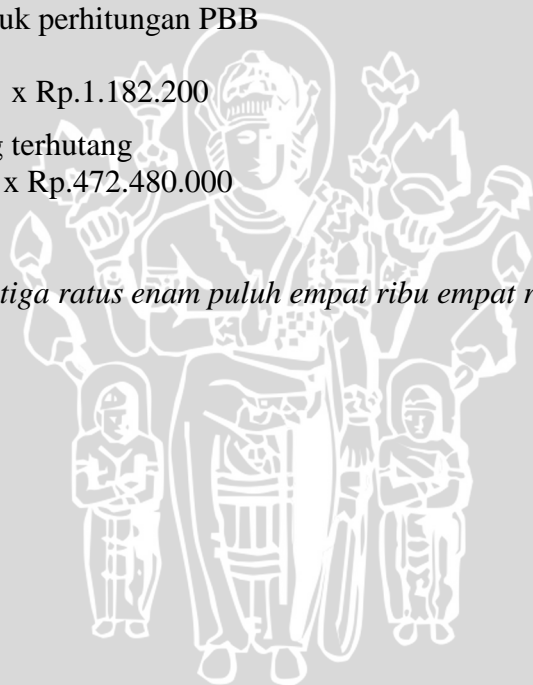 uk perhitungan PBB
x Rp.1.182.200
g terhutang
x Rp.472.480.000
tiga ratus enam puluh empat ribu empat r